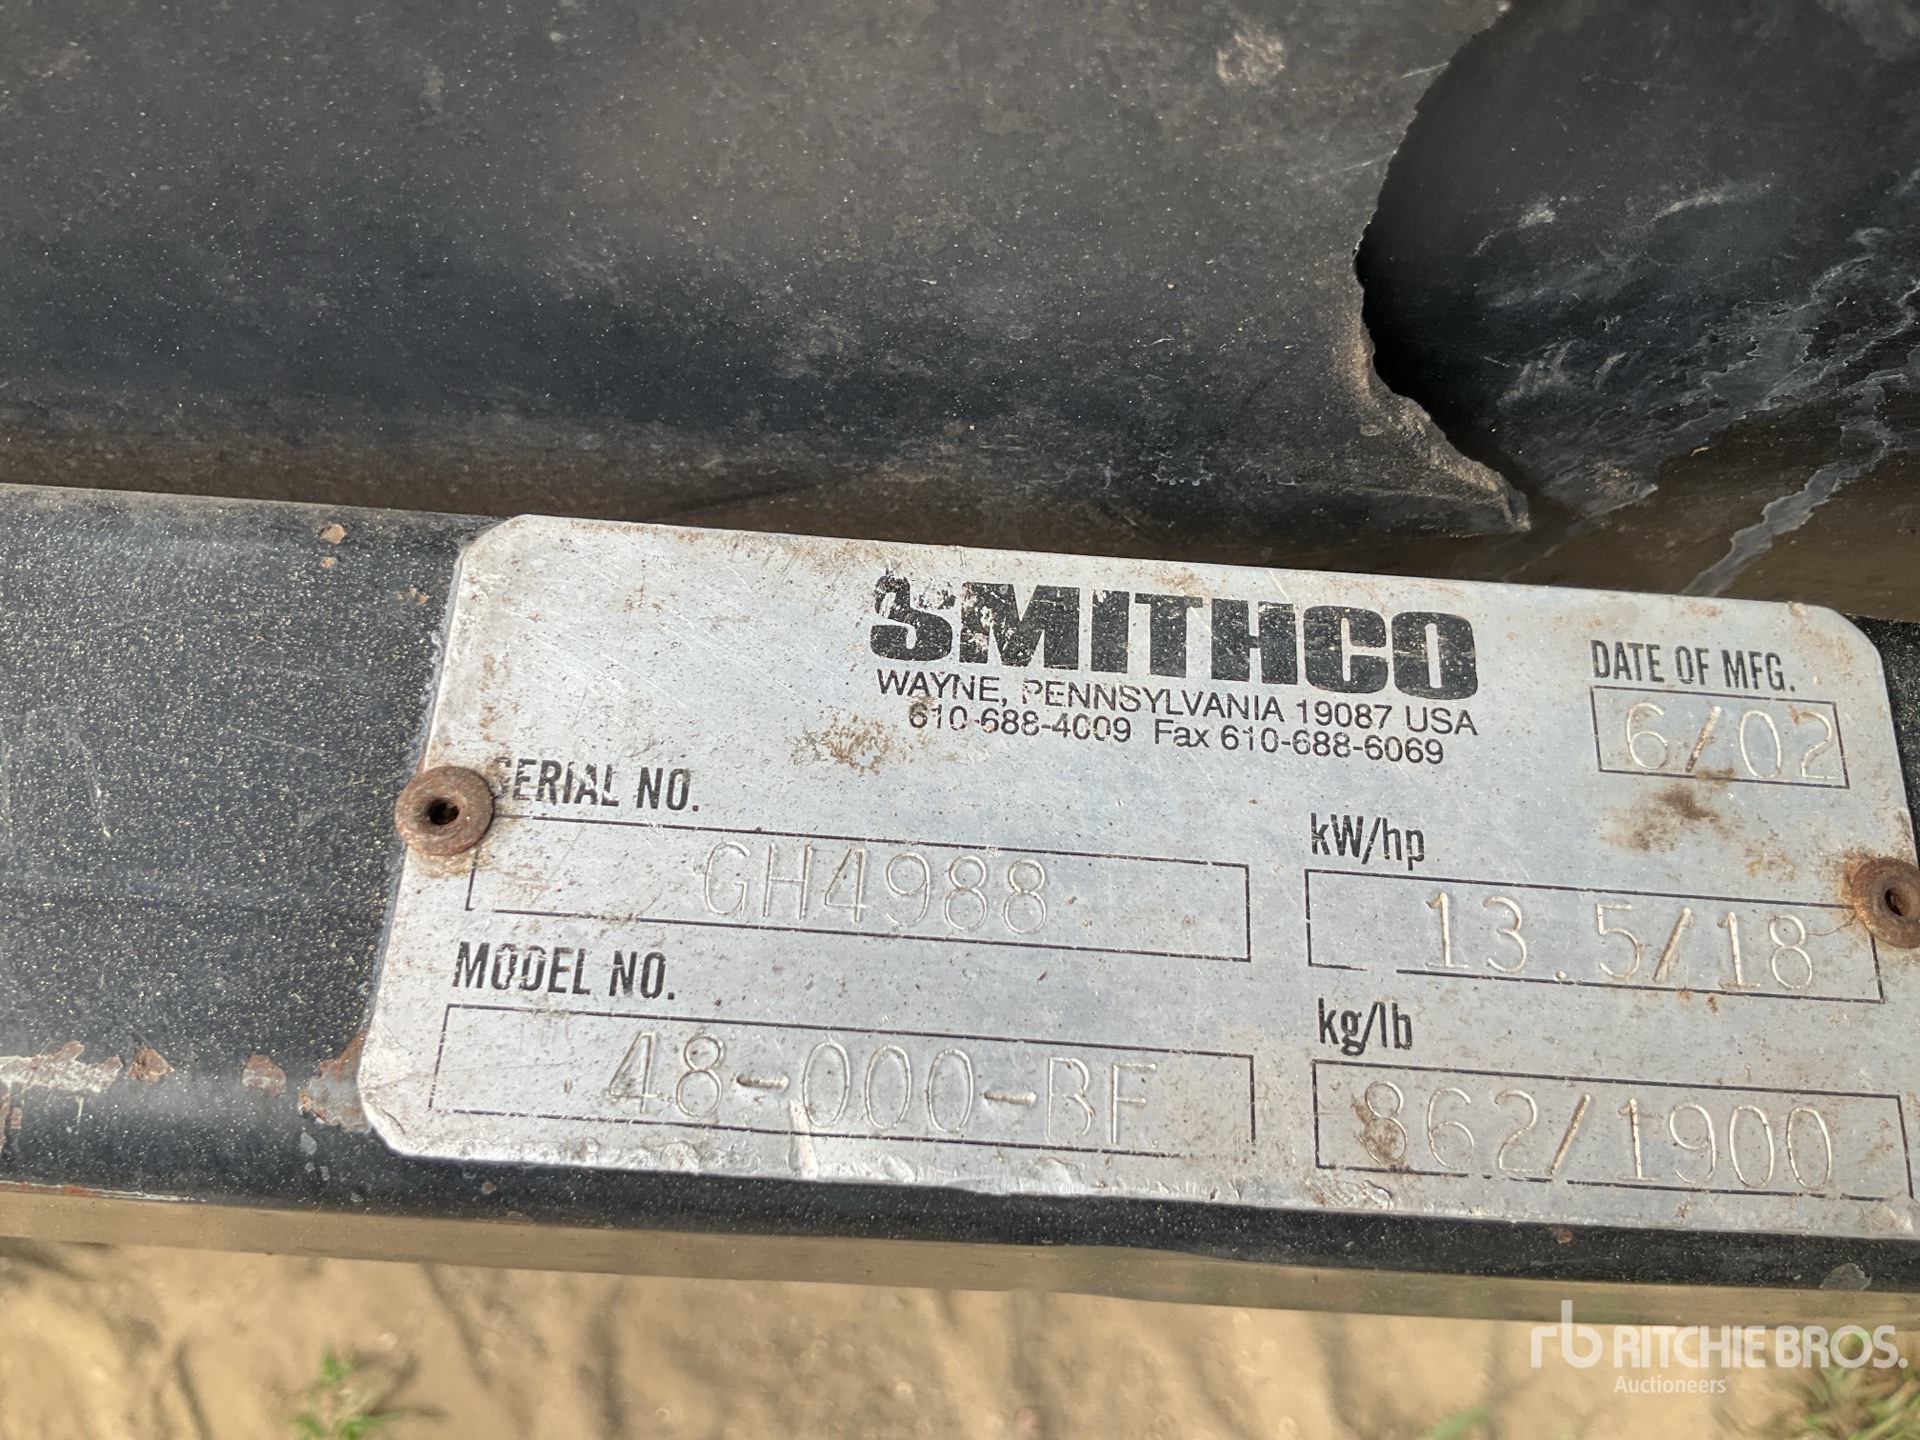 SMITHCO
WAYNE, PENNSYLVANIA 19087 USA
610-688-4009 Fax 610-688-6069
DATE OF MFG.
6/02
SERIAL NO.
GH4988
kW/hp
13.5/18
MODEL NO.
48-000-BF
kg/lb
862/1900
rb RITCHIE BROS.
Auctioneers